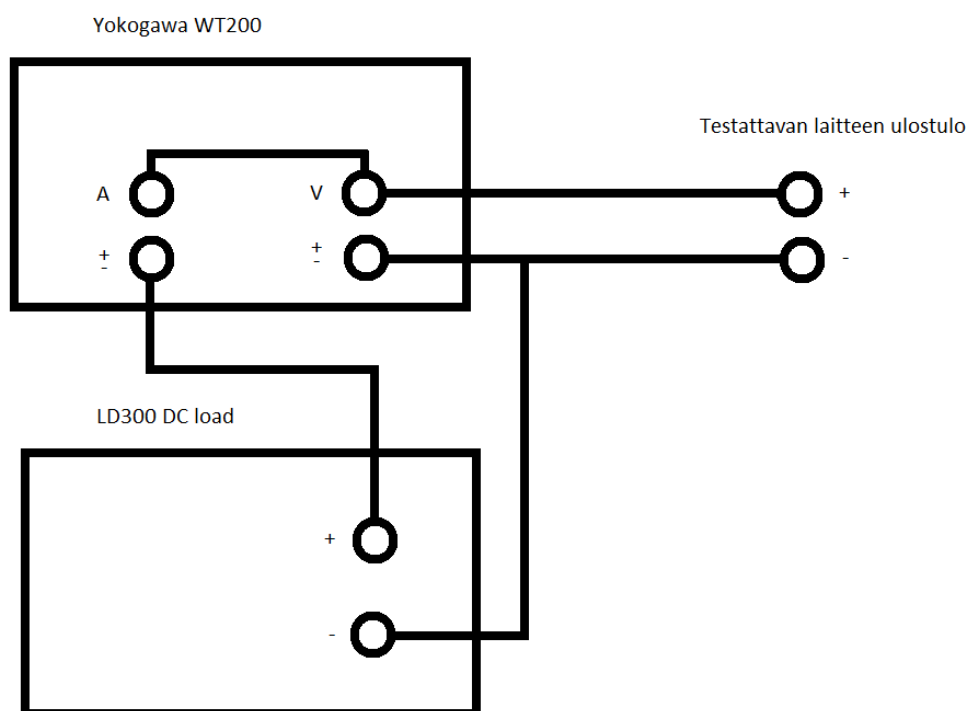 Yokogawa WT200
Testattavan laitteen ulostulo
A
V
+
+
-
+
-
-
LD300 DC load
+
-